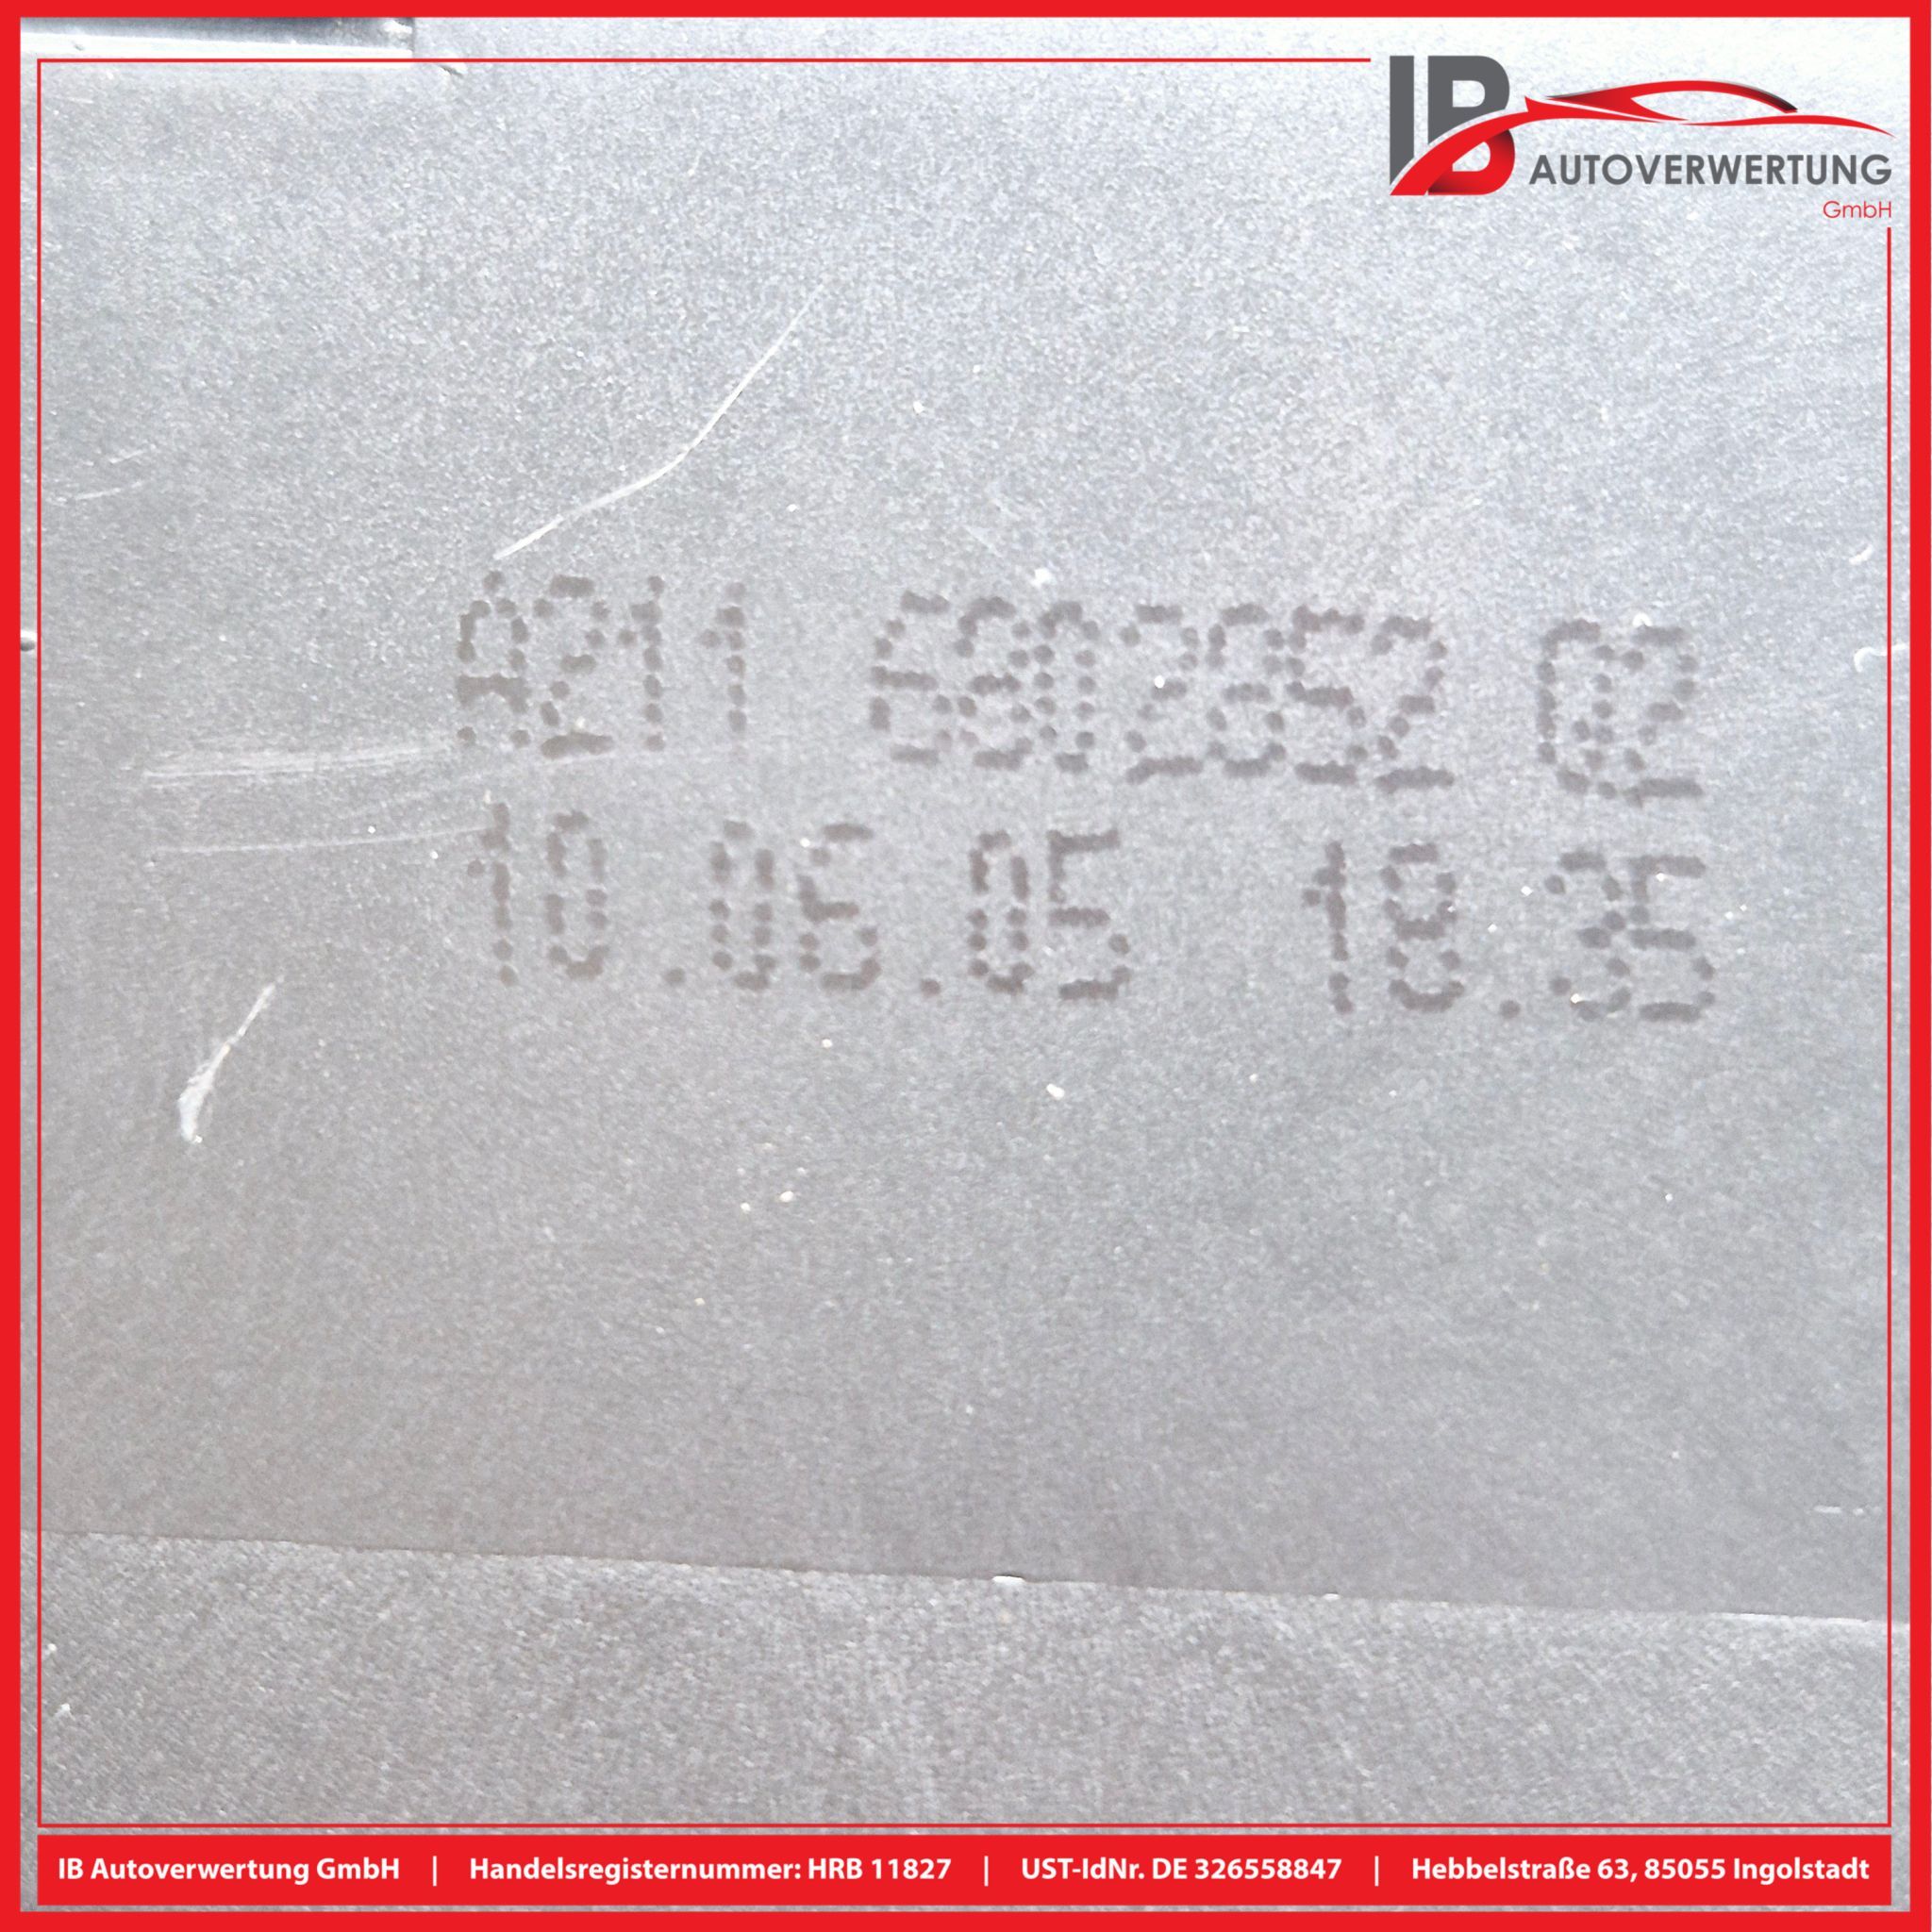 IB AUTOVERWERTUNG
GmbH
A211 6802852 02
10.06.05 18.35
IB Autoverwertung GmbH | Handelsregisternummer: HRB 11827 | UST-IdNr. DE 326558847 | Hebbelstraße 63, 85055 Ingolstadt